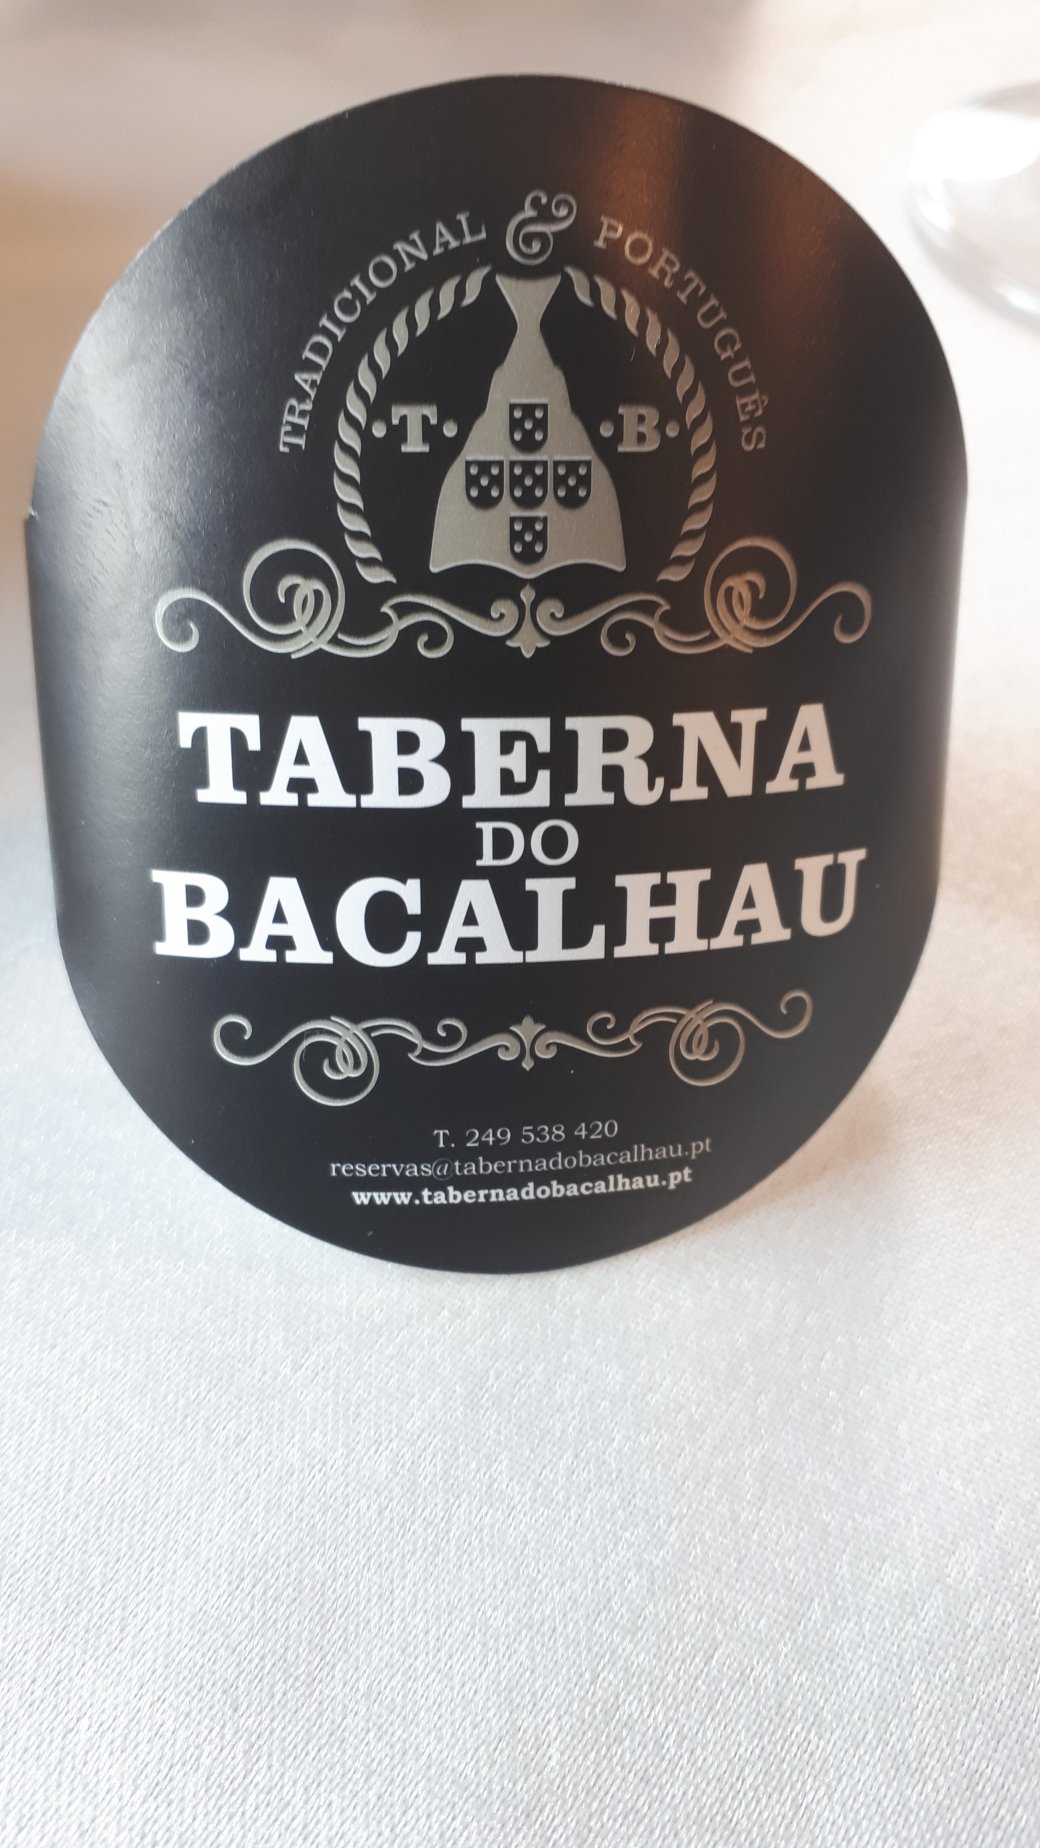 TRADICIONAL & PORTUGUÊS
·T· ·B·
TABERNA
DO
BACALHAU
T. 249 538 420
reservas@tabernadobacalhau.pt
www.tabernadobacalhau.pt